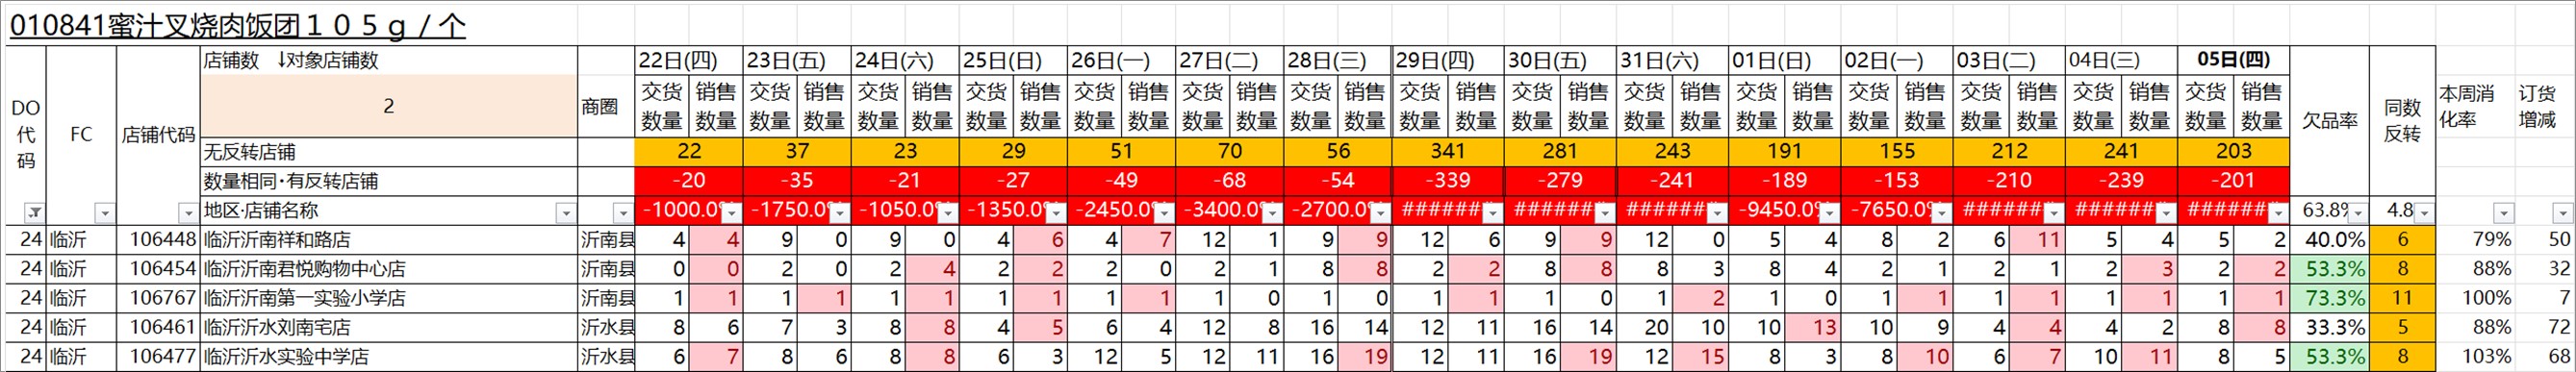 010841蜜汁叉烧肉饭团１０５ｇ／个
DO代码 FC 店铺代码 店铺数 ↓对象店铺数 商圈 22日(四) 23日(五) 24日(六) 25日(日) 26日(一) 27日(二) 28日(三) 29日(四) 30日(五) 31日(六) 01日(日) 02日(一) 03日(二) 04日(三) 05日(四) 欠品率 同数反转 本周消化率 订货增减
2 交货数量 销售数量 交货数量 销售数量 交货数量 销售数量 交货数量 销售数量 交货数量 销售数量 交货数量 销售数量 交货数量 销售数量 交货数量 销售数量 交货数量 销售数量 交货数量 销售数量 交货数量 销售数量 交货数量 销售数量 交货数量 销售数量 交货数量 销售数量 交货数量 销售数量
无反转店铺 22 37 23 29 51 70 56 341 281 243 191 155 212 241 203
数量相同·有反转店铺 -20 -35 -21 -27 -49 -68 -54 -339 -279 -241 -189 -153 -210 -239 -201
地区·店铺名称 -1000.0% -1750.0% -1050.0% -1350.0% -2450.0% -3400.0% -2700.0% ####### ####### ####### -9450.0% -7650.0% ####### ####### ####### 63.8% 4.8
24 临沂 106448 临沂沂南祥和路店 沂南县 4 4 9 0 9 0 4 6 4 7 12 1 9 9 12 6 9 9 12 0 5 4 8 2 6 11 5 4 5 2 40.0% 6 79% 50
24 临沂 106454 临沂沂南君悦购物中心店 沂南县 0 0 2 0 2 4 2 2 2 0 2 1 8 8 2 2 8 8 8 3 8 4 2 1 2 1 2 3 2 2 53.3% 8 88% 32
24 临沂 106767 临沂沂南第一实验小学店 沂南县 1 1 1 1 1 1 1 1 1 1 1 0 1 0 1 1 1 0 1 2 1 0 1 1 1 1 1 1 1 1 73.3% 11 100% 7
24 临沂 106461 临沂沂水刘南宅店 沂水县 8 6 7 3 8 8 4 5 6 4 12 8 16 14 12 11 16 14 20 10 10 13 10 9 4 4 4 2 8 8 33.3% 5 88% 72
24 临沂 106477 临沂沂水实验中学店 沂水县 6 7 8 6 8 8 6 3 12 5 12 11 16 19 12 11 16 19 12 15 8 3 8 10 6 7 10 11 8 5 53.3% 8 103% 68